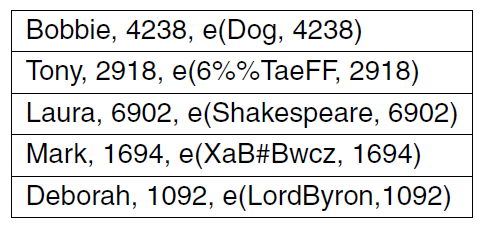 Bobbie, 4238, e(Dog, 4238)
Tony, 2918, e(6%%TaeFF, 2918)
Laura, 6902, e(Shakespeare, 6902)
Mark, 1694, e(XaB#Bwcz, 1694)
Deborah, 1092, e(LordByron,1092)